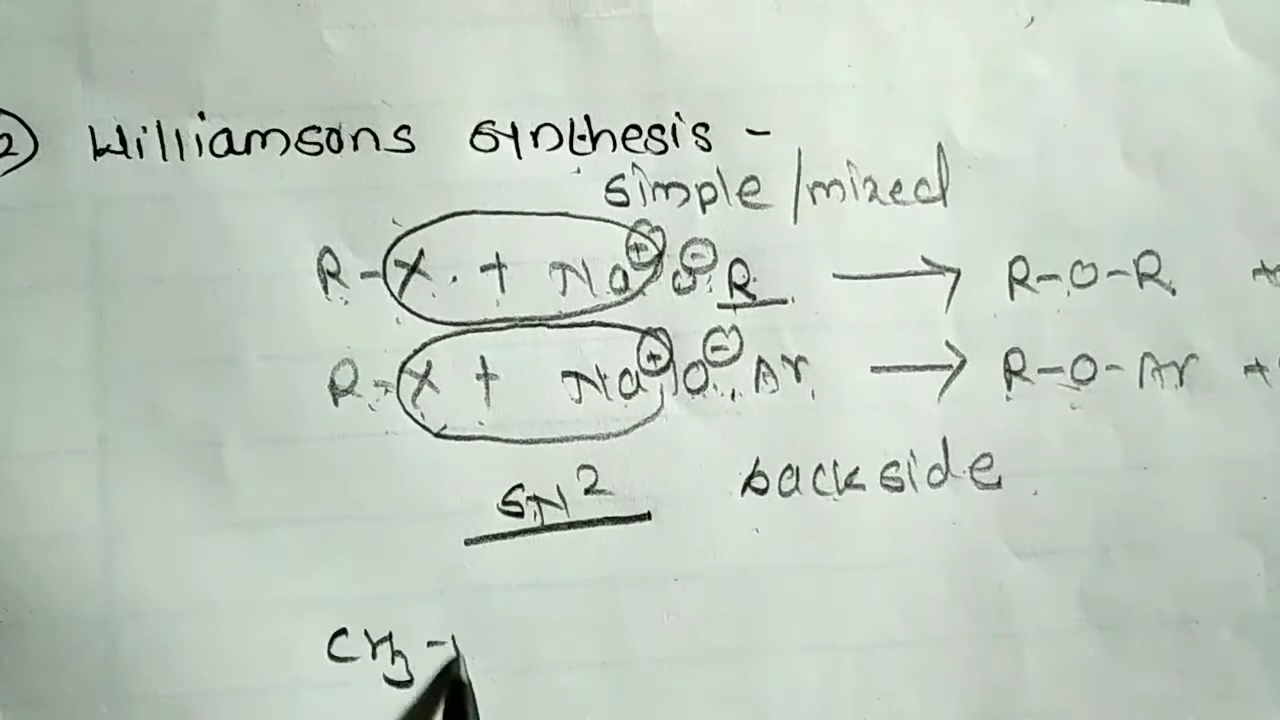 2) Williamsons synthesis -
simple/mixed
R-X + Na⊕ O⊖ R ⟶ R-O-R +
R-X + Na⊕ O⊖ Ar ⟶ R-O-Ar +
SN² backside
CH3 -